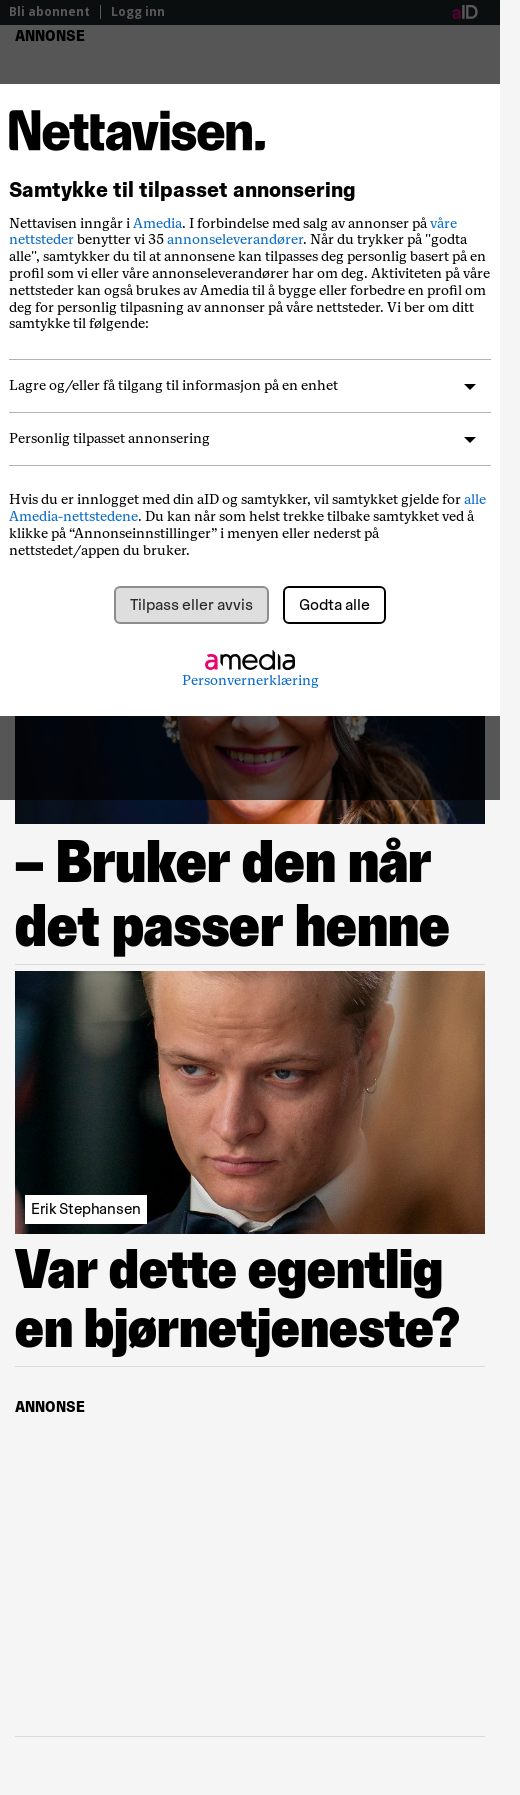 Bli abonnent | Logg inn
aID
ANNONSE
Nettavisen.
Samtykke til tilpasset annonsering
Nettavisen inngår i Amedia. I forbindelse med salg av annonser på våre
nettsteder benytter vi 35 annonseleverandører. Når du trykker på "godta
alle", samtykker du til at annonsene kan tilpasses deg personlig basert på en
profil som vi eller våre annonseleverandører har om deg. Aktiviteten på våre
nettsteder kan også brukes av Amedia til å bygge eller forbedre en profil om
deg for personlig tilpasning av annonser på våre nettsteder. Vi ber om ditt
samtykke til følgende:
Lagre og/eller få tilgang til informasjon på en enhet
Personlig tilpasset annonsering
Hvis du er innlogget med din aID og samtykker, vil samtykket gjelde for alle
Amedia-nettstedene. Du kan når som helst trekke tilbake samtykket ved å
klikke på “Annonseinnstillinger” i menyen eller nederst på
nettstedet/appen du bruker.
Tilpass eller avvis
Godta alle
amedia
Personvernerklæring
– Bruker den når
det passer henne
Erik Stephansen
Var dette egentlig
en bjørnetjeneste?
ANNONSE